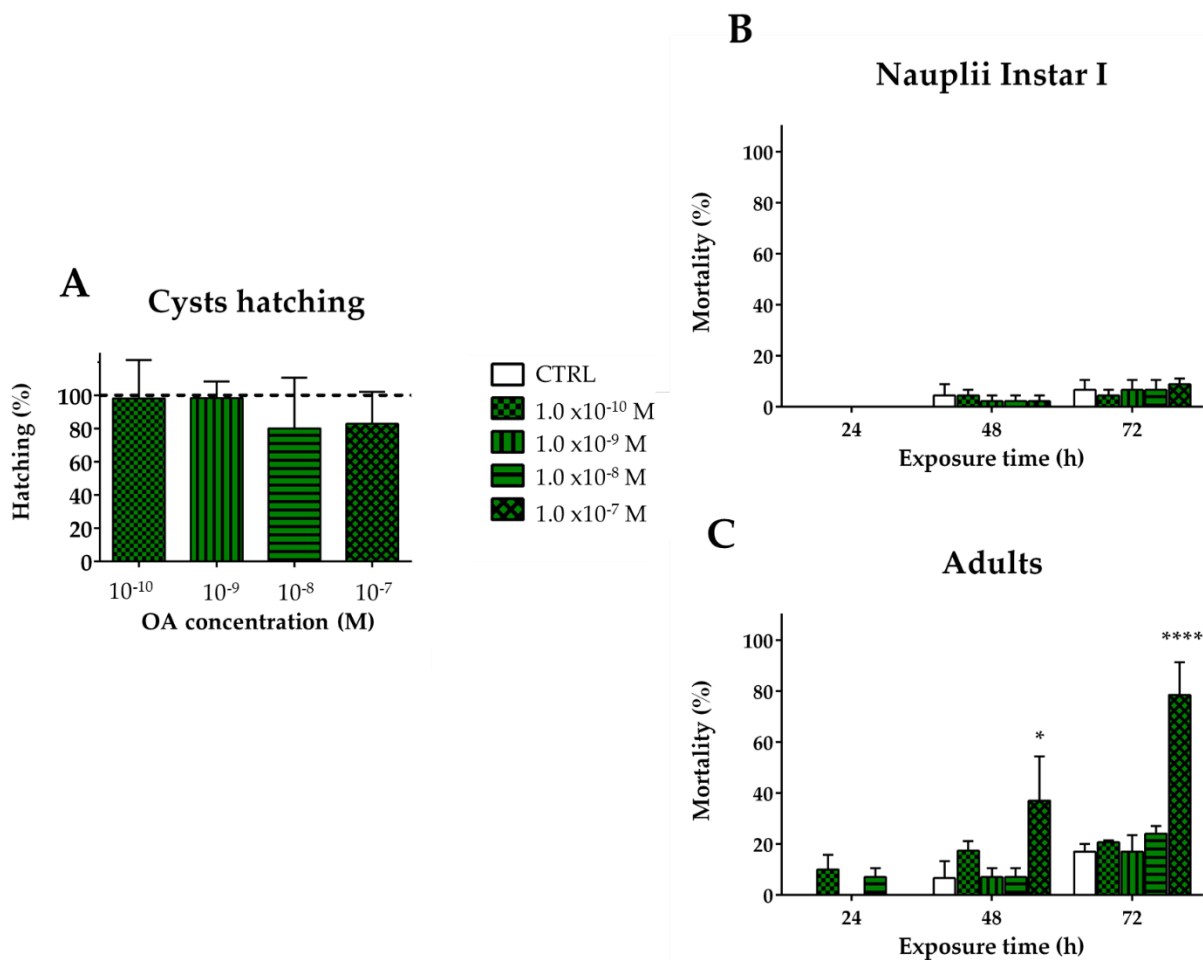 A
Cysts hatching
Hatching (%)
100
80
60
40
20
0
10⁻¹⁰ 10⁻⁹ 10⁻⁸ 10⁻⁷
OA concentration (M)
CTRL
1.0 x10⁻¹⁰ M
1.0 x10⁻⁹ M
1.0 x10⁻⁸ M
1.0 x10⁻⁷ M
B
Nauplii Instar I
Mortality (%)
100
80
60
40
20
0
24 48 72
Exposure time (h)
C
Adults
Mortality (%)
100
80
60
40
20
0
*
****
24 48 72
Exposure time (h)